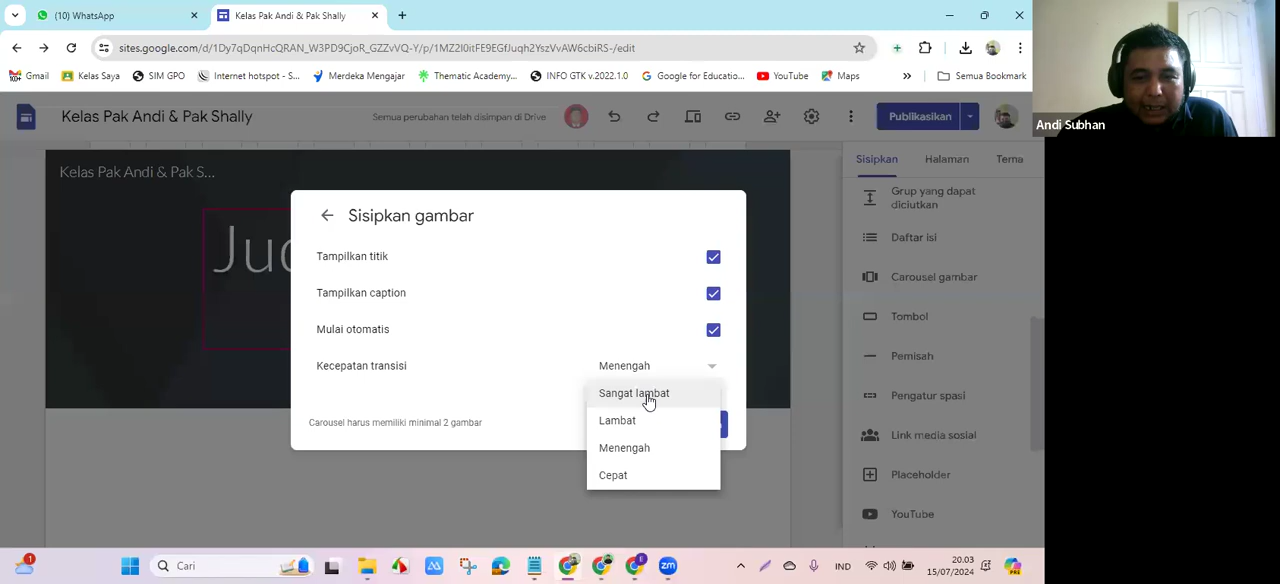 (10) WhatsApp
Kelas Pak Andi & Pak Shally
sites.google.com/d/1Dy7qDqnHcQRAN_W3PD9CjoR_GZZvVQ-Y/p/1MZ2I0itFE9EGfJuqh2YszvVvAW6cbiRS-/edit
Gmail
Kelas Saya
SIM GPO
Internet hotspot - S...
Merdeka Mengajar
Thematic Academy...
INFO GTK v.2022.1.0
Google for Educatio...
YouTube
Maps
Semua Bookmark
Andi Subhan
Kelas Pak Andi & Pak Shally
Semua perubahan telah disimpan di Drive
Publikasikan
Sisipkan
Halaman
Tema
Kelas Pak Andi & Pak S...
Sisipkan gambar
Tampilkan titik
Tampilkan caption
Mulai otomatis
Kecepatan transisi
Menengah
Sangat lambat
Lambat
Menengah
Cepat
Carousel harus memiliki minimal 2 gambar
Grup yang dapat
diciutkan
Daftar isi
Carousel gambar
Tombol
Pemisah
Pengatur spasi
Link media sosial
Placeholder
YouTube
1
Cari
IND
20.03
15/07/2024